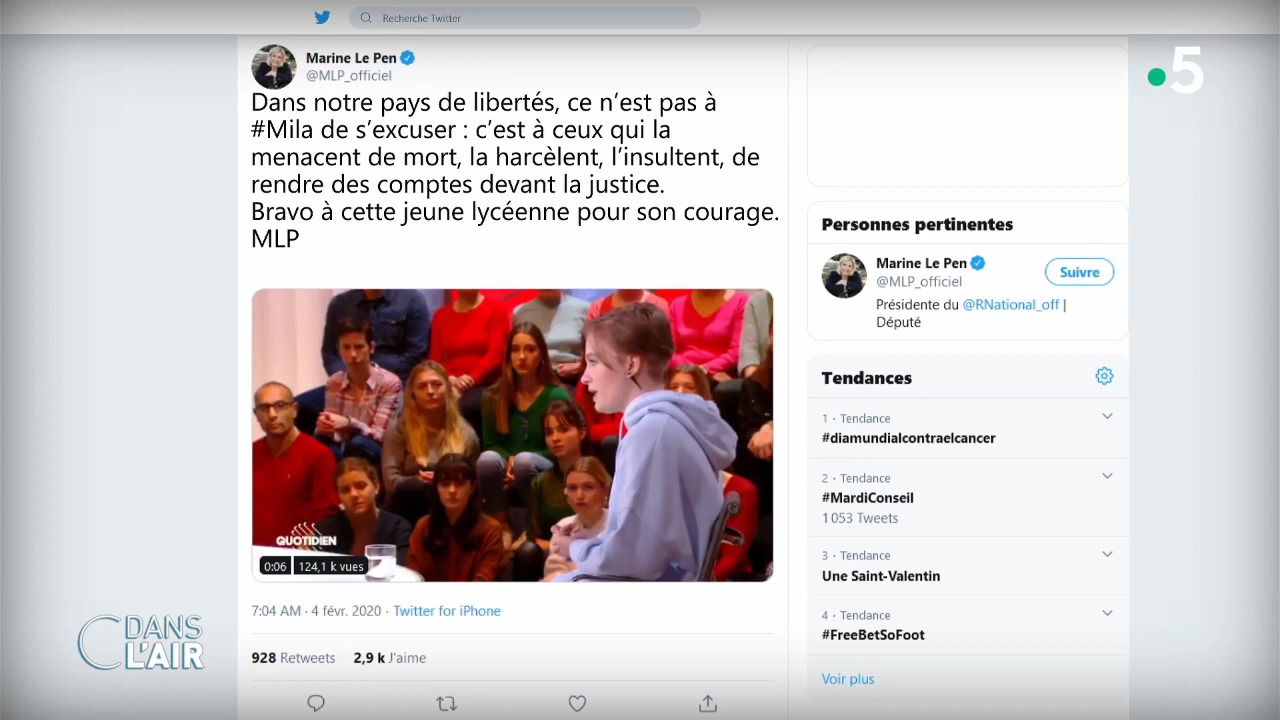 Recherche Twitter
5
Marine Le Pen
@MLP_officiel
Dans notre pays de libertés, ce n'est pas à
#Mila de s'excuser : c'est à ceux qui la
menacent de mort, la harcèlent, l'insultent, de
rendre des comptes devant la justice.
Bravo à cette jeune lycéenne pour son courage.
MLP
QUOTIDIEN
0:06 124,1 k vues
7:04 AM · 4 févr. 2020 · Twitter for iPhone
928 Retweets 2,9 k J'aime
Personnes pertinentes
Marine Le Pen
@MLP_officiel
Suivre
Présidente du @RNational_off |
Député
Tendances
1 · Tendance
#diamundialcontraelcancer
2 · Tendance
#MardiConseil
1 053 Tweets
3 · Tendance
Une Saint-Valentin
4 · Tendance
#FreeBetSoFoot
Voir plus
C DANS
L'AIR